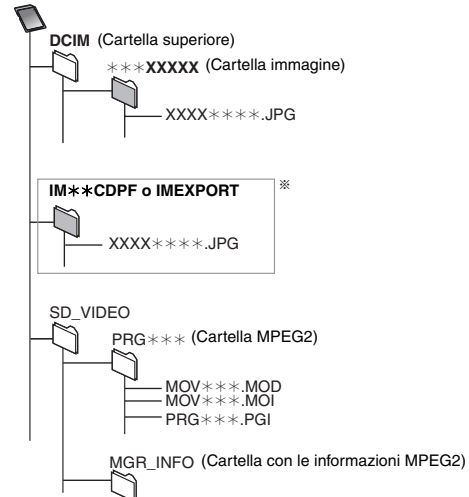 DCIM (Cartella superiore)
∗∗∗XXXXX (Cartella immagine)
XXXX∗∗∗∗.JPG
IM∗∗CDPF o IMEXPORT ※
XXXX∗∗∗∗.JPG
SD_VIDEO
PRG∗∗∗ (Cartella MPEG2)
MOV∗∗∗.MOD
MOV∗∗∗.MOI
PRG∗∗∗.PGI
MGR_INFO (Cartella con le informazioni MPEG2)